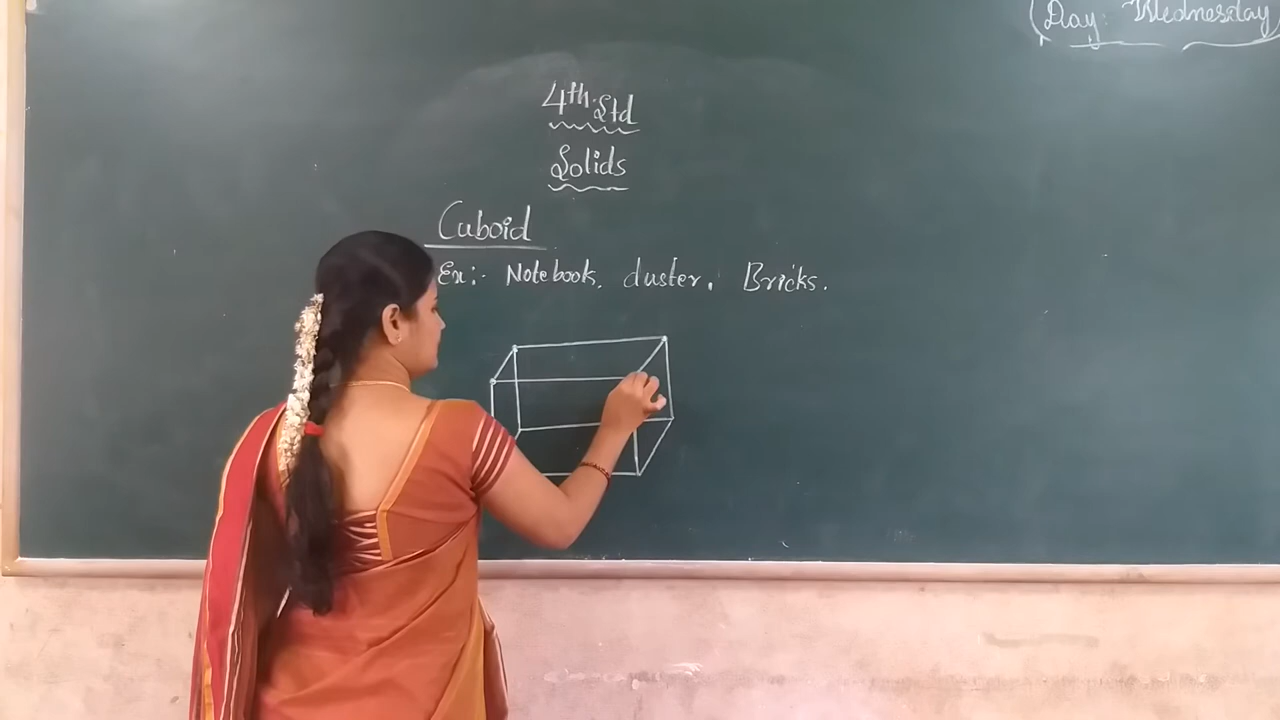 Day: Wednesday
4th Std
Solids
Cuboid
Ex:- Notebook, duster, Bricks.